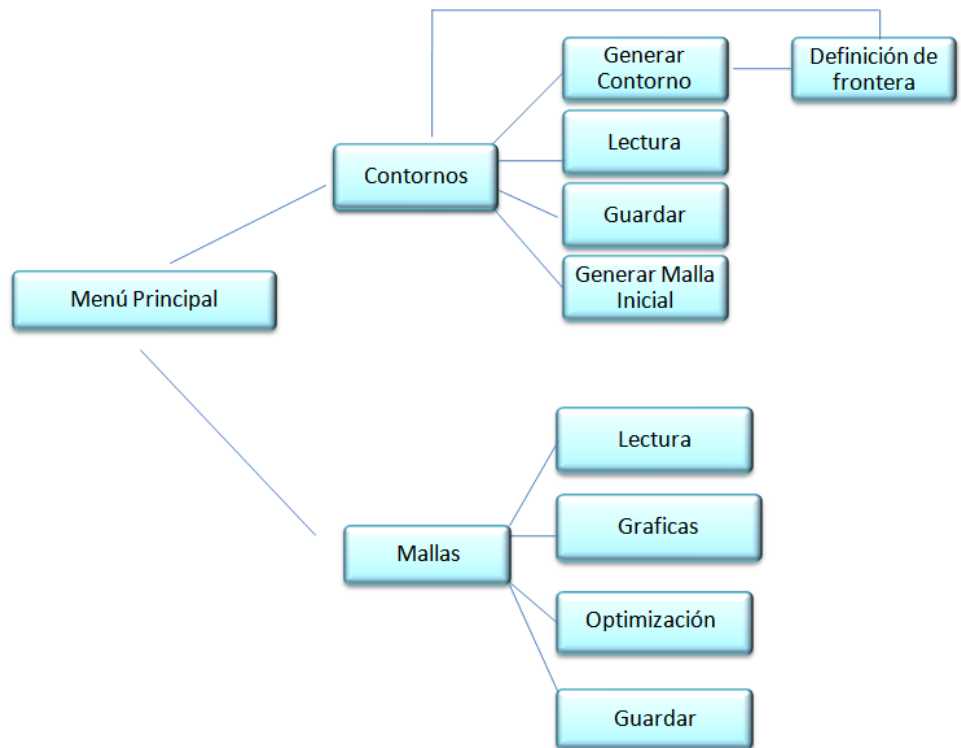 Generar
Contorno
Definición de
frontera
Lectura
Contornos
Guardar
Generar Malla
Inicial
Menú Principal
Lectura
Graficas
Mallas
Optimización
Guardar